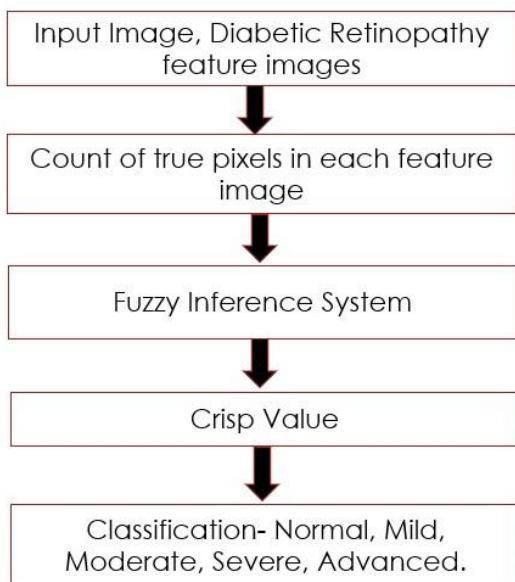 Input Image, Diabetic Retinopathy
feature images
Count of true pixels in each feature
image
Fuzzy Inference System
Crisp Value
Classification- Normal, Mild,
Moderate, Severe, Advanced.